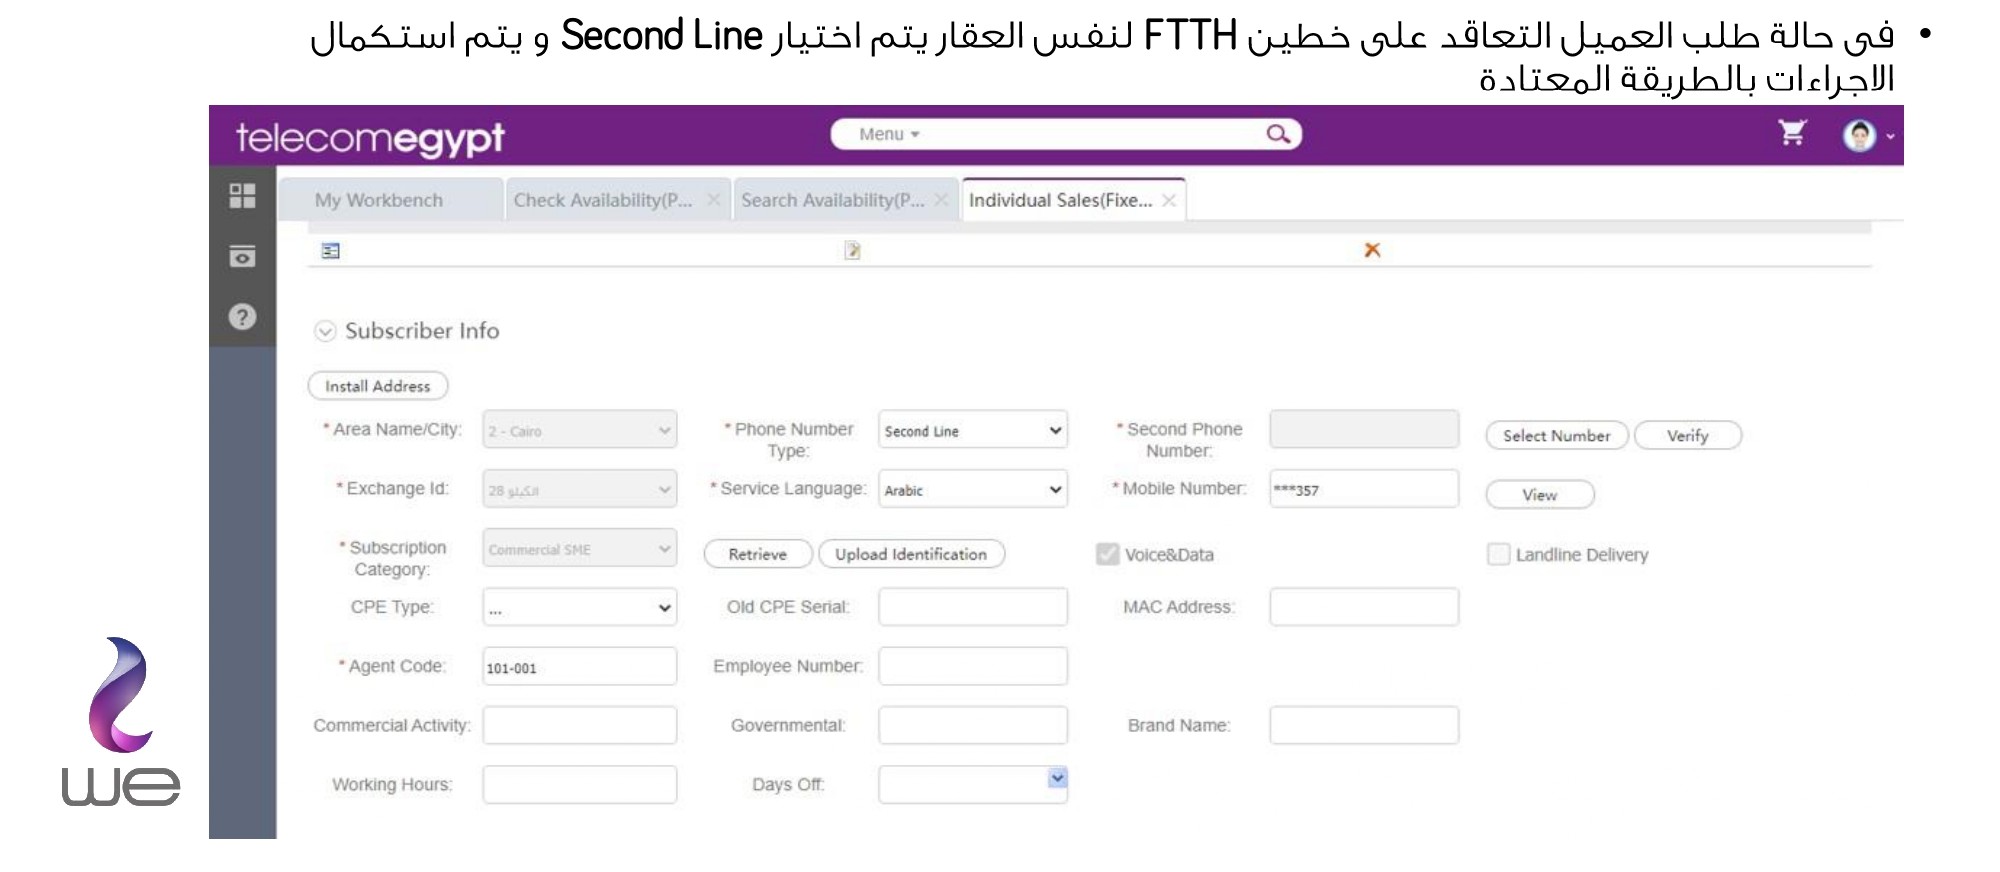 • فى حالة طلب العميل التعاقد على خطين FTTH لنفس العقار يتم اختيار Second Line و يتم استكمال
الاجراءات بالطريقة المعتادة
telecomegypt Menu
My Workbench Check Availability(P... Search Availability(P... Individual Sales(Fixe...
Subscriber Info
Install Address
* Area Name/City: 2 - Cairo * Phone Number Type: Second Line * Second Phone Number: Select Number Verify
* Exchange Id: الكيلو 28 * Service Language: Arabic * Mobile Number: ***357 View
* Subscription Category: Commercial SME Retrieve Upload Identification Voice&Data Landline Delivery
CPE Type: ... Old CPE Serial: MAC Address:
* Agent Code: 101-001 Employee Number:
Commercial Activity: Governmental: Brand Name:
Working Hours: Days Off:
we